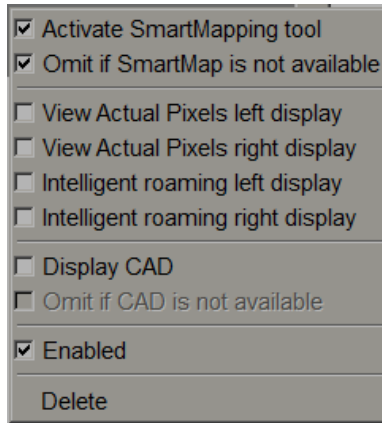 Activate SmartMapping tool
Omit if SmartMap is not available
View Actual Pixels left display
View Actual Pixels right display
Intelligent roaming left display
Intelligent roaming right display
Display CAD
Omit if CAD is not available
Enabled
Delete